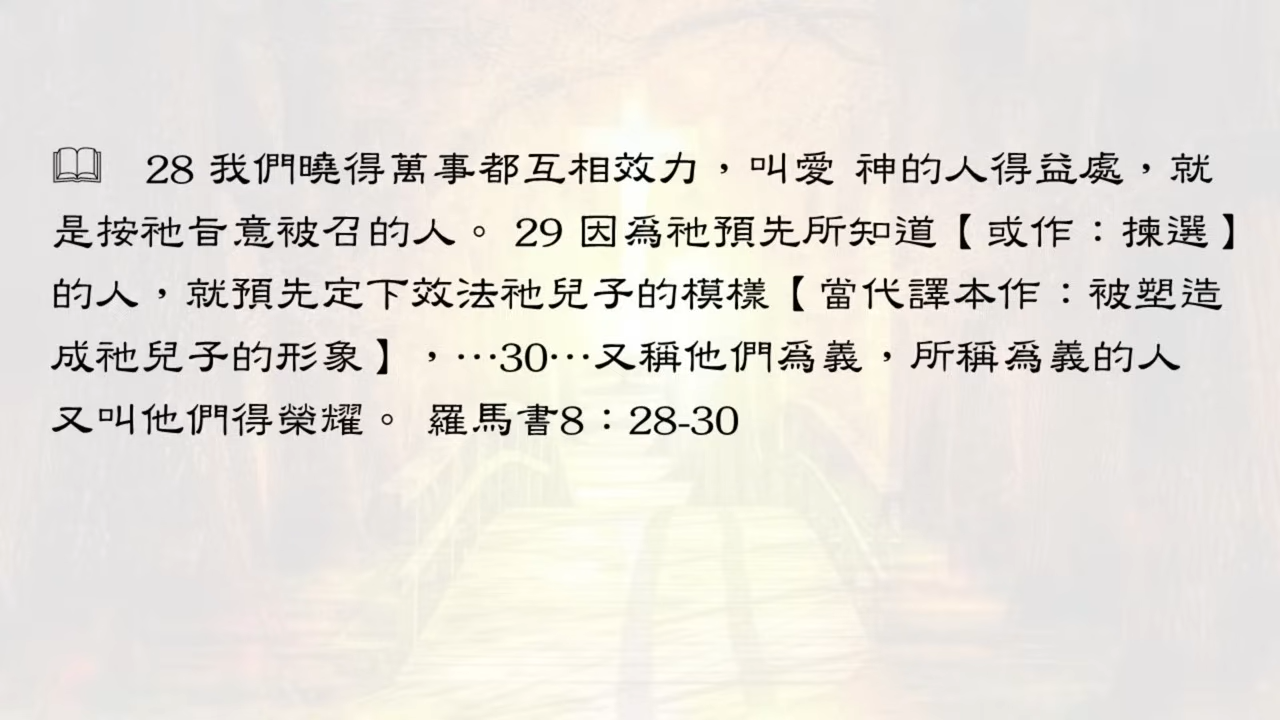 📖 28 我們曉得萬事都互相效力，叫愛 神的人得益處，就
是按祂旨意被召的人。 29 因爲祂預先所知道【或作：揀選】
的人，就預先定下效法祂兒子的模樣【當代譯本作：被塑造
成祂兒子的形象】，…30…又稱他們爲義，所稱爲義的人
又叫他們得榮耀。 羅馬書8：28-30